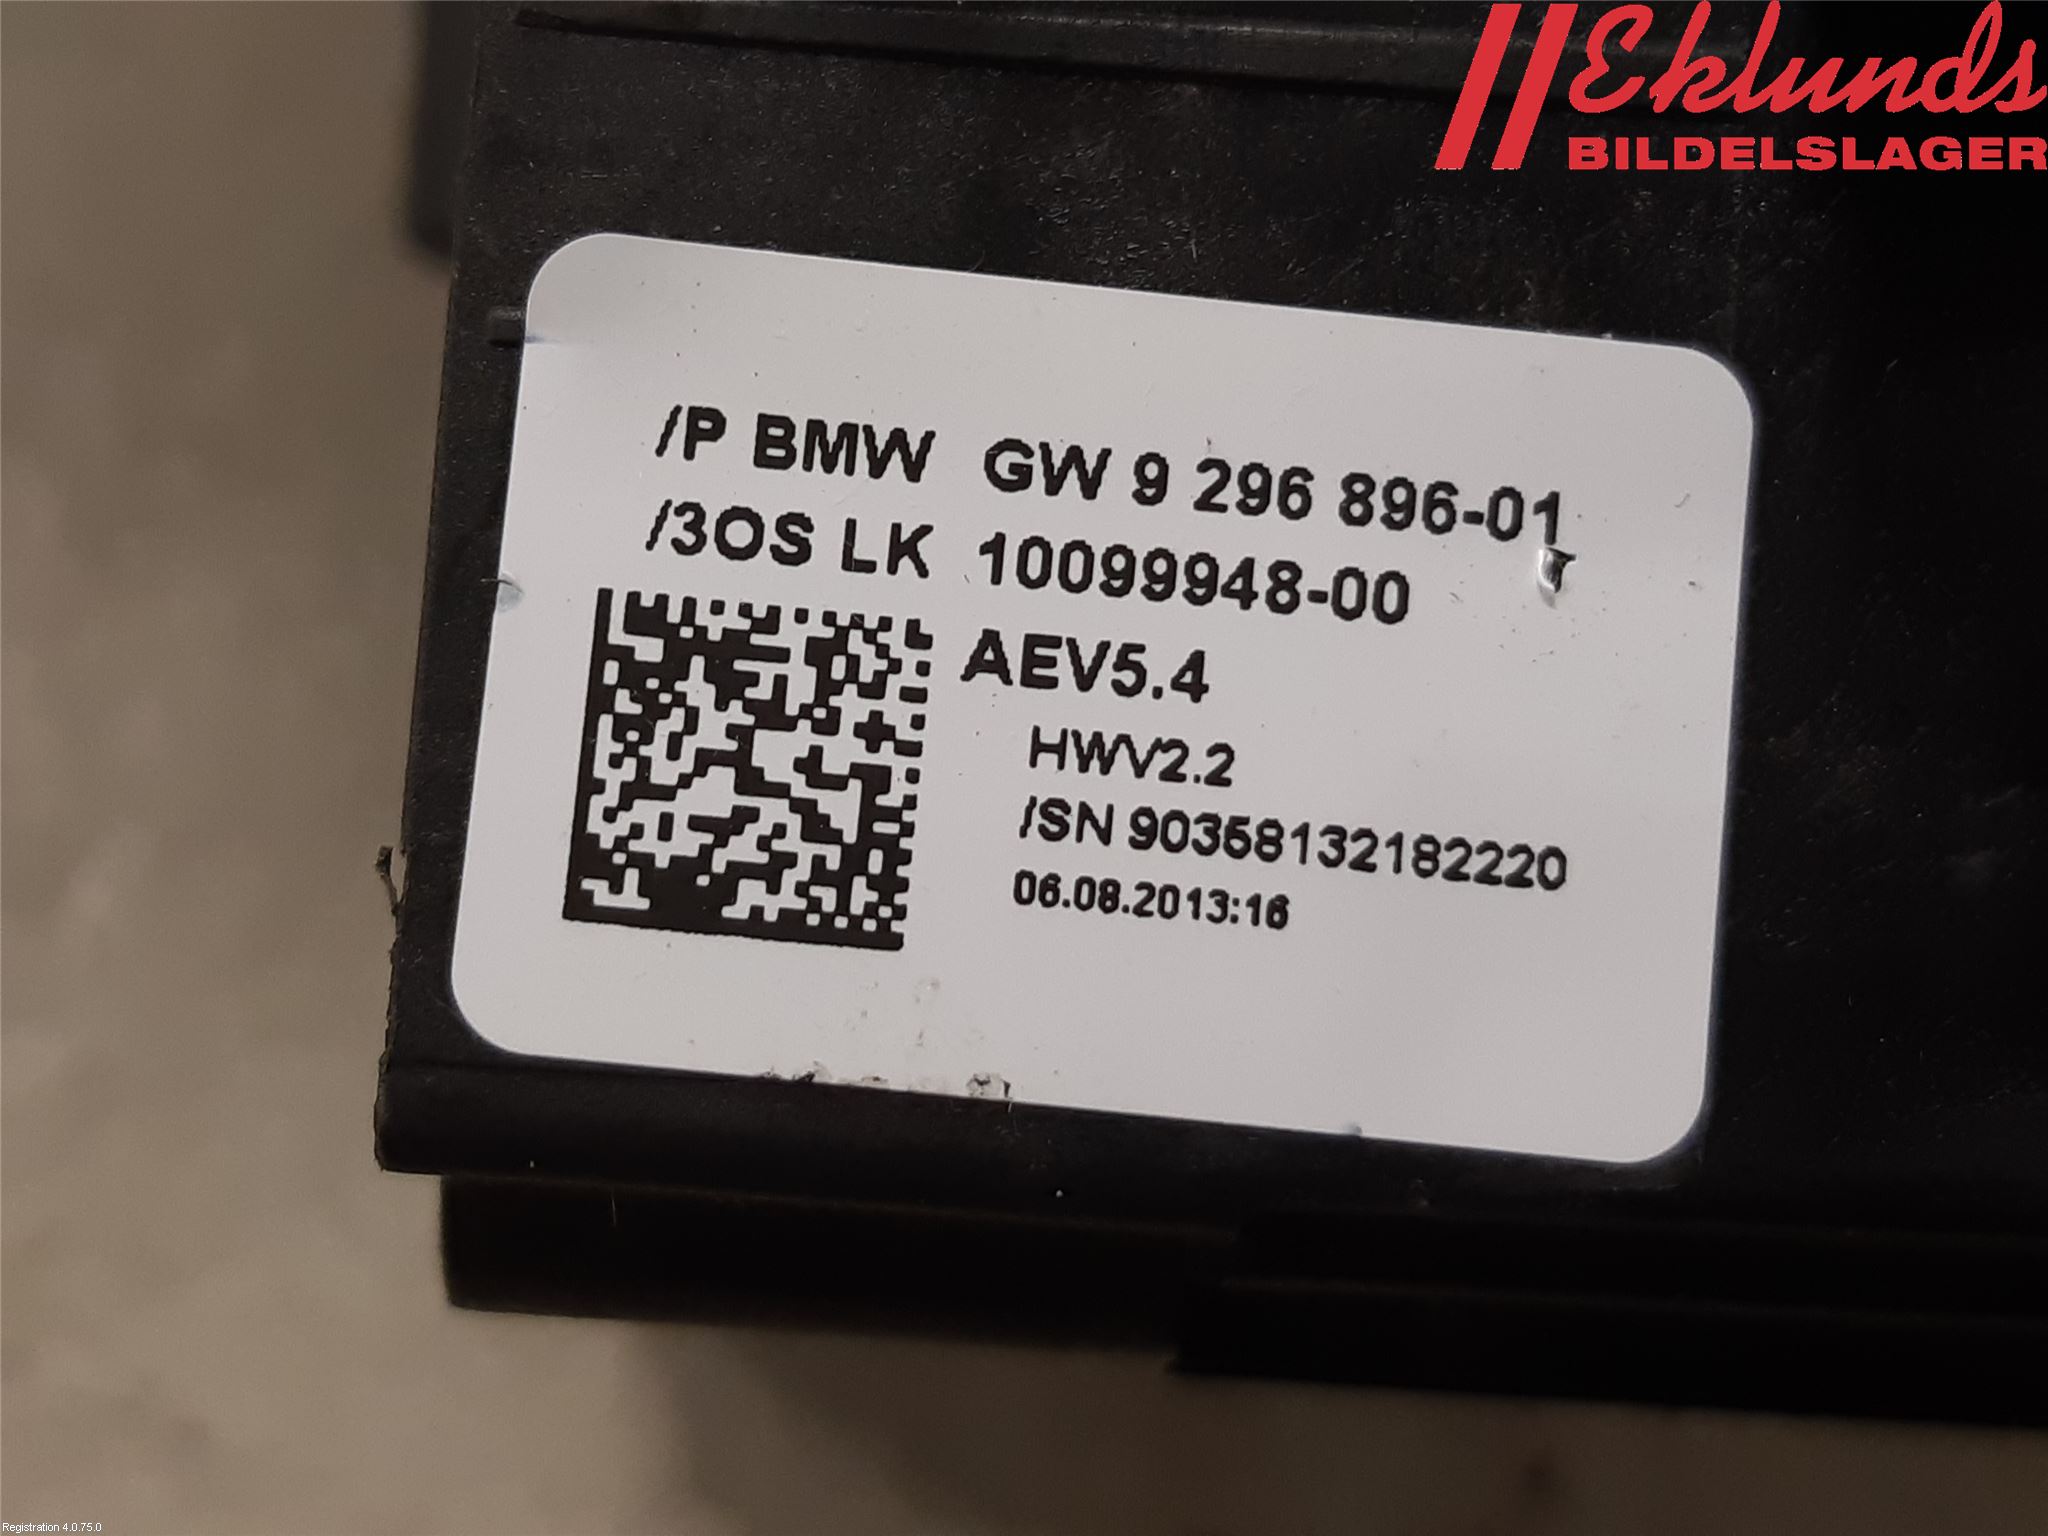 Eklunds
BILDELSLAGER
/P BMW GW 9 296 896-01
/3OS LK 10099948-00
AEV5.4
HWV2.2
/SN 90358132182220
06.08.2013:16
Registration 4.0.75.0